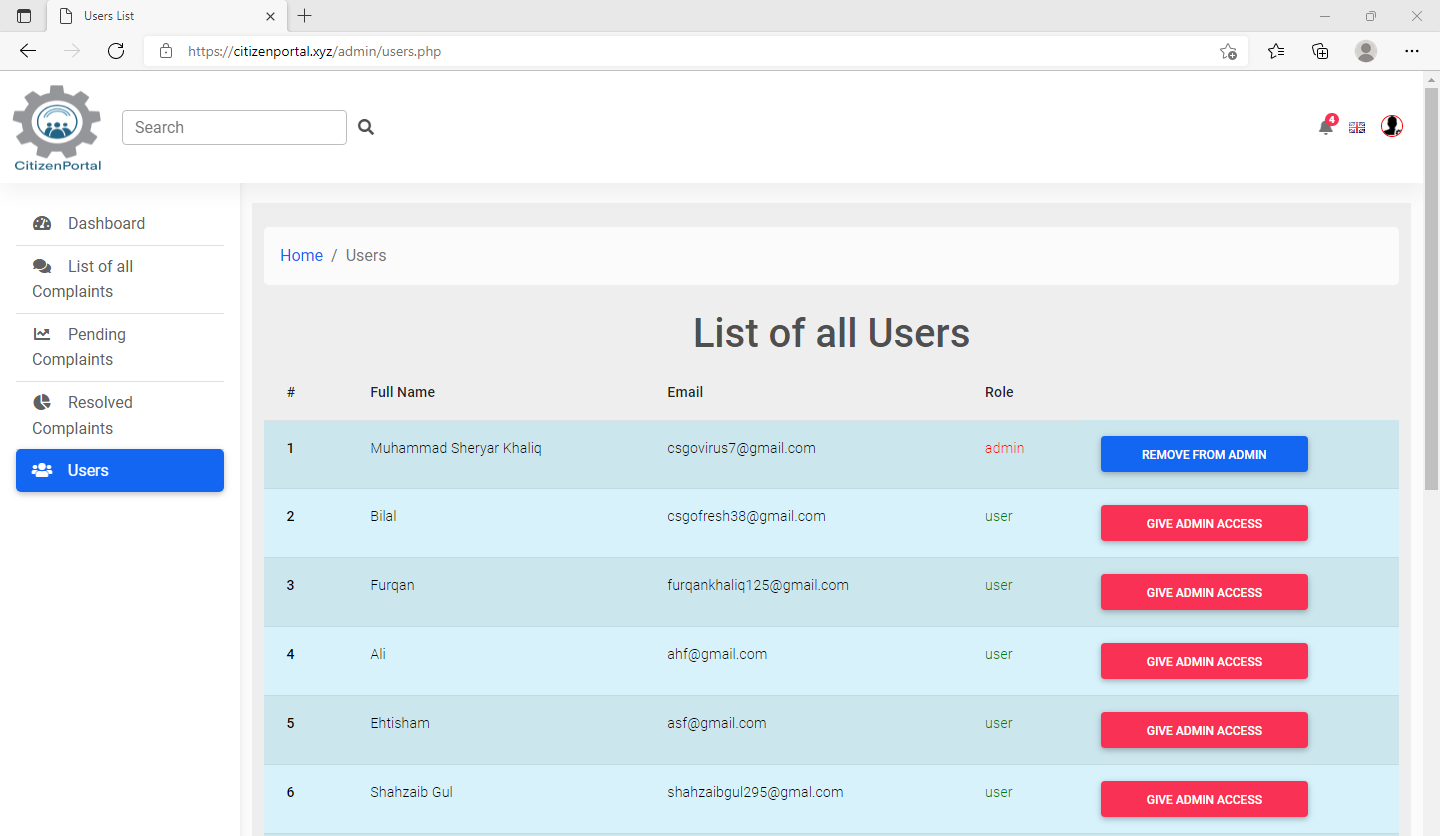 Users List
https://citizenportal.xyz/admin/users.php
CitizenPortal
Search
4
Dashboard
List of all
Complaints
Pending
Complaints
Resolved
Complaints
Users
Home / Users
List of all Users
# Full Name Email Role
1 Muhammad Sheryar Khaliq csgovirus7@gmail.com admin REMOVE FROM ADMIN
2 Bilal csgofresh38@gmail.com user GIVE ADMIN ACCESS
3 Furqan furqankhaliq125@gmail.com user GIVE ADMIN ACCESS
4 Ali ahf@gmail.com user GIVE ADMIN ACCESS
5 Ehtisham asf@gmail.com user GIVE ADMIN ACCESS
6 Shahzaib Gul shahzaibgul295@gmal.com user GIVE ADMIN ACCESS